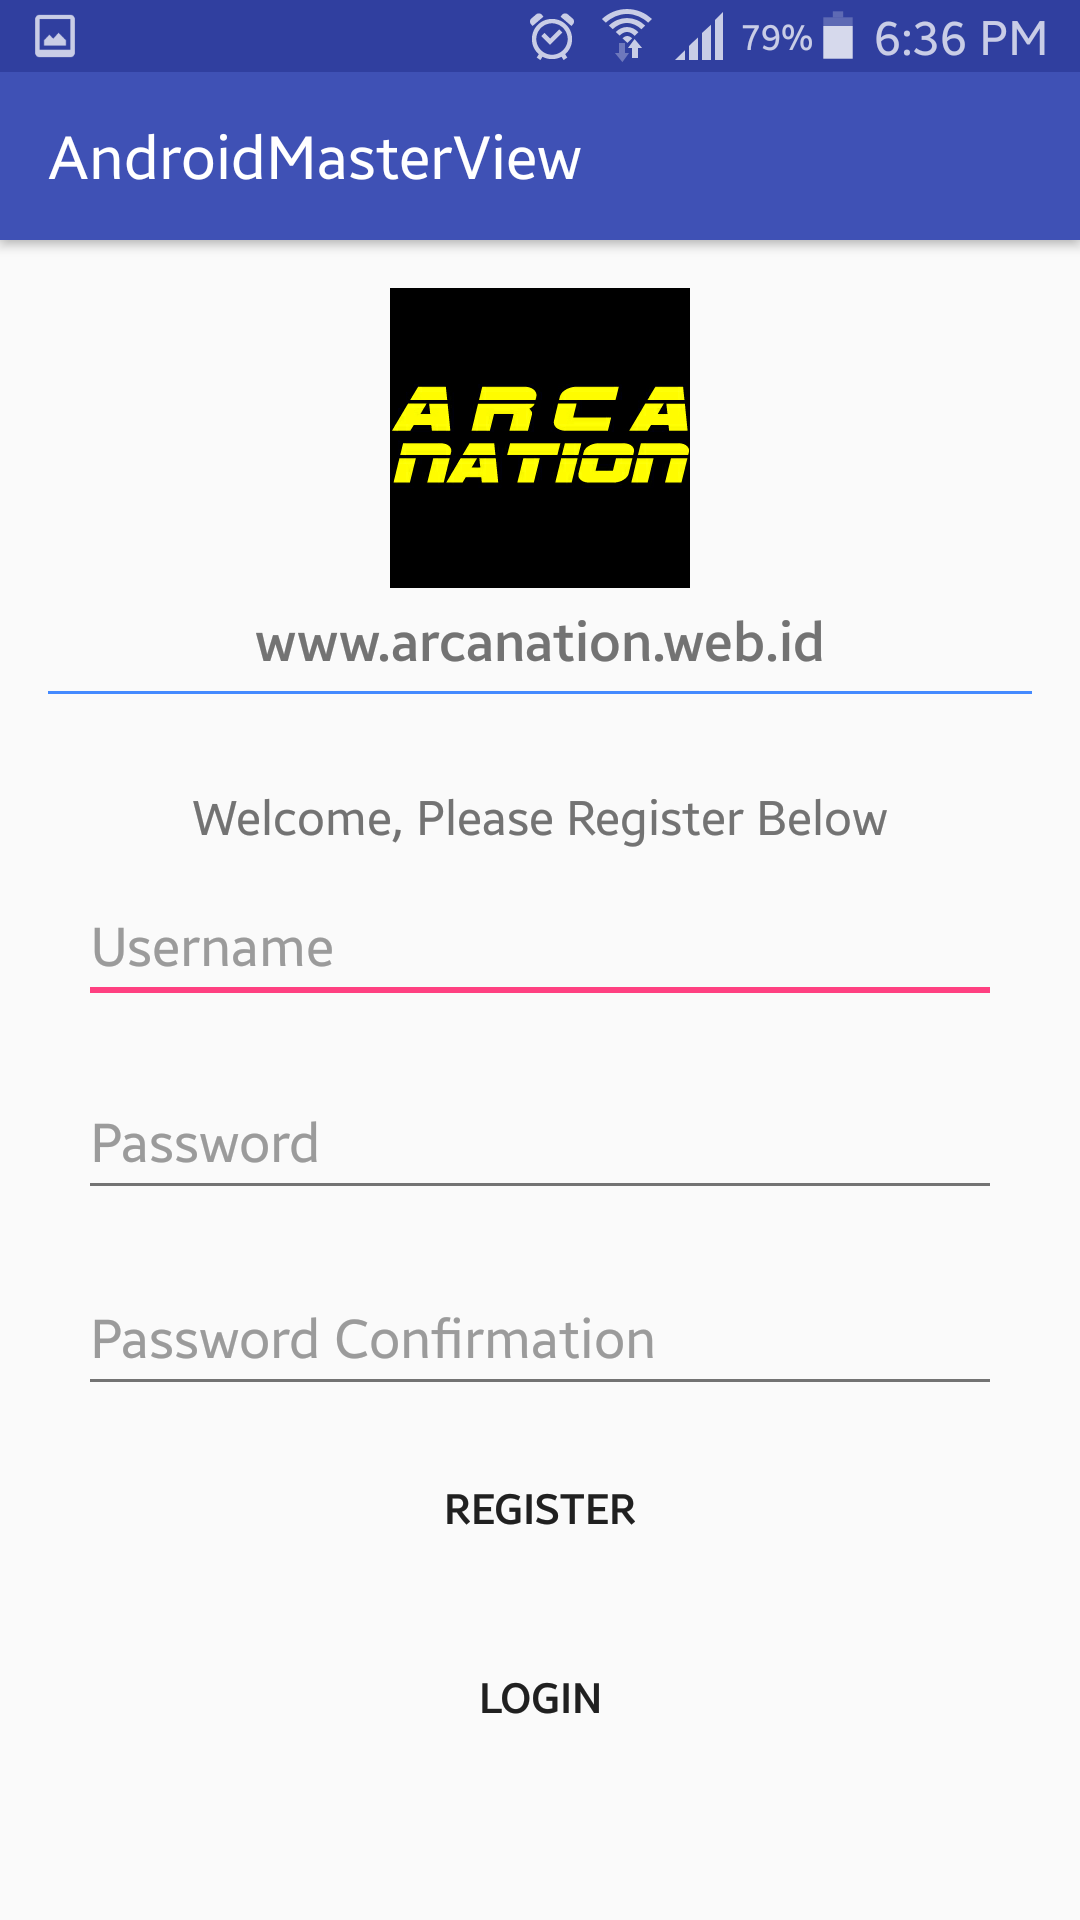 79% 6:36 PM
AndroidMasterView
ARCA
NATION
www.arcanation.web.id
Welcome, Please Register Below
Username
Password
Password Confirmation
REGISTER
LOGIN